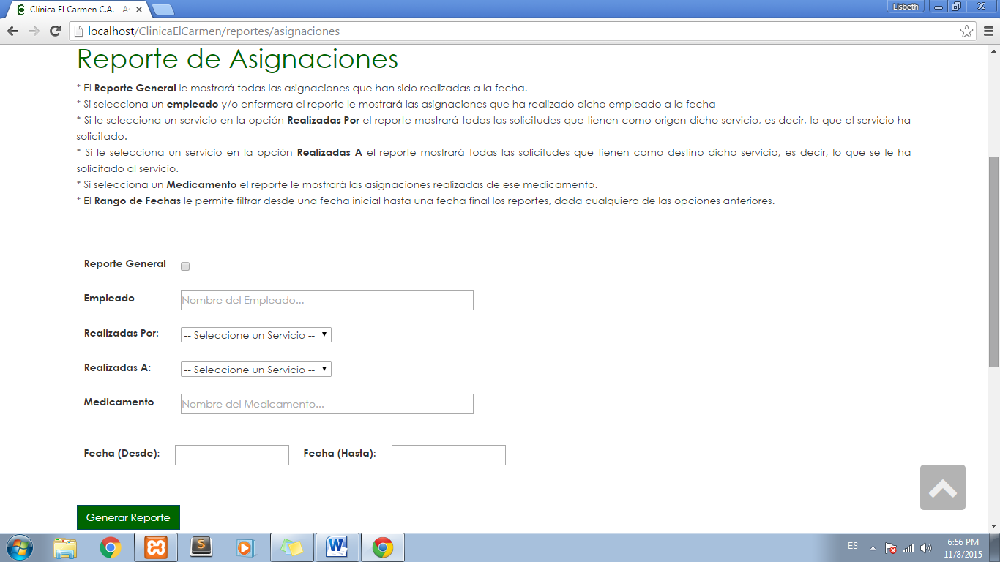 Clínica El Carmen C.A. - As
Lisbeth
localhost/ClinicaElCarmen/reportes/asignaciones
Reporte de Asignaciones
* El Reporte General le mostrará todas las asignaciones que han sido realizadas a la fecha.
* Si selecciona un empleado y/o enfermera el reporte le mostrará las asignaciones que ha realizado dicho empleado a la fecha
* Si le selecciona un servicio en la opción Realizadas Por el reporte mostrará todas las solicitudes que tienen como origen dicho servicio, es decir, lo que el servicio ha
solicitado.
* Si le selecciona un servicio en la opción Realizadas A el reporte mostrará todas las solicitudes que tienen como destino dicho servicio, es decir, lo que se le ha
solicitado al servicio.
* Si selecciona un Medicamento el reporte le mostrará las asignaciones realizadas de ese medicamento.
* El Rango de Fechas le permite filtrar desde una fecha inicial hasta una fecha final los reportes, dada cualquiera de las opciones anteriores.
Reporte General
Empleado Nombre del Empleado...
Realizadas Por: -- Seleccione un Servicio --
Realizadas A: -- Seleccione un Servicio --
Medicamento Nombre del Medicamento...
Fecha (Desde): Fecha (Hasta):
Generar Reporte
ES
6:56 PM
11/8/2015